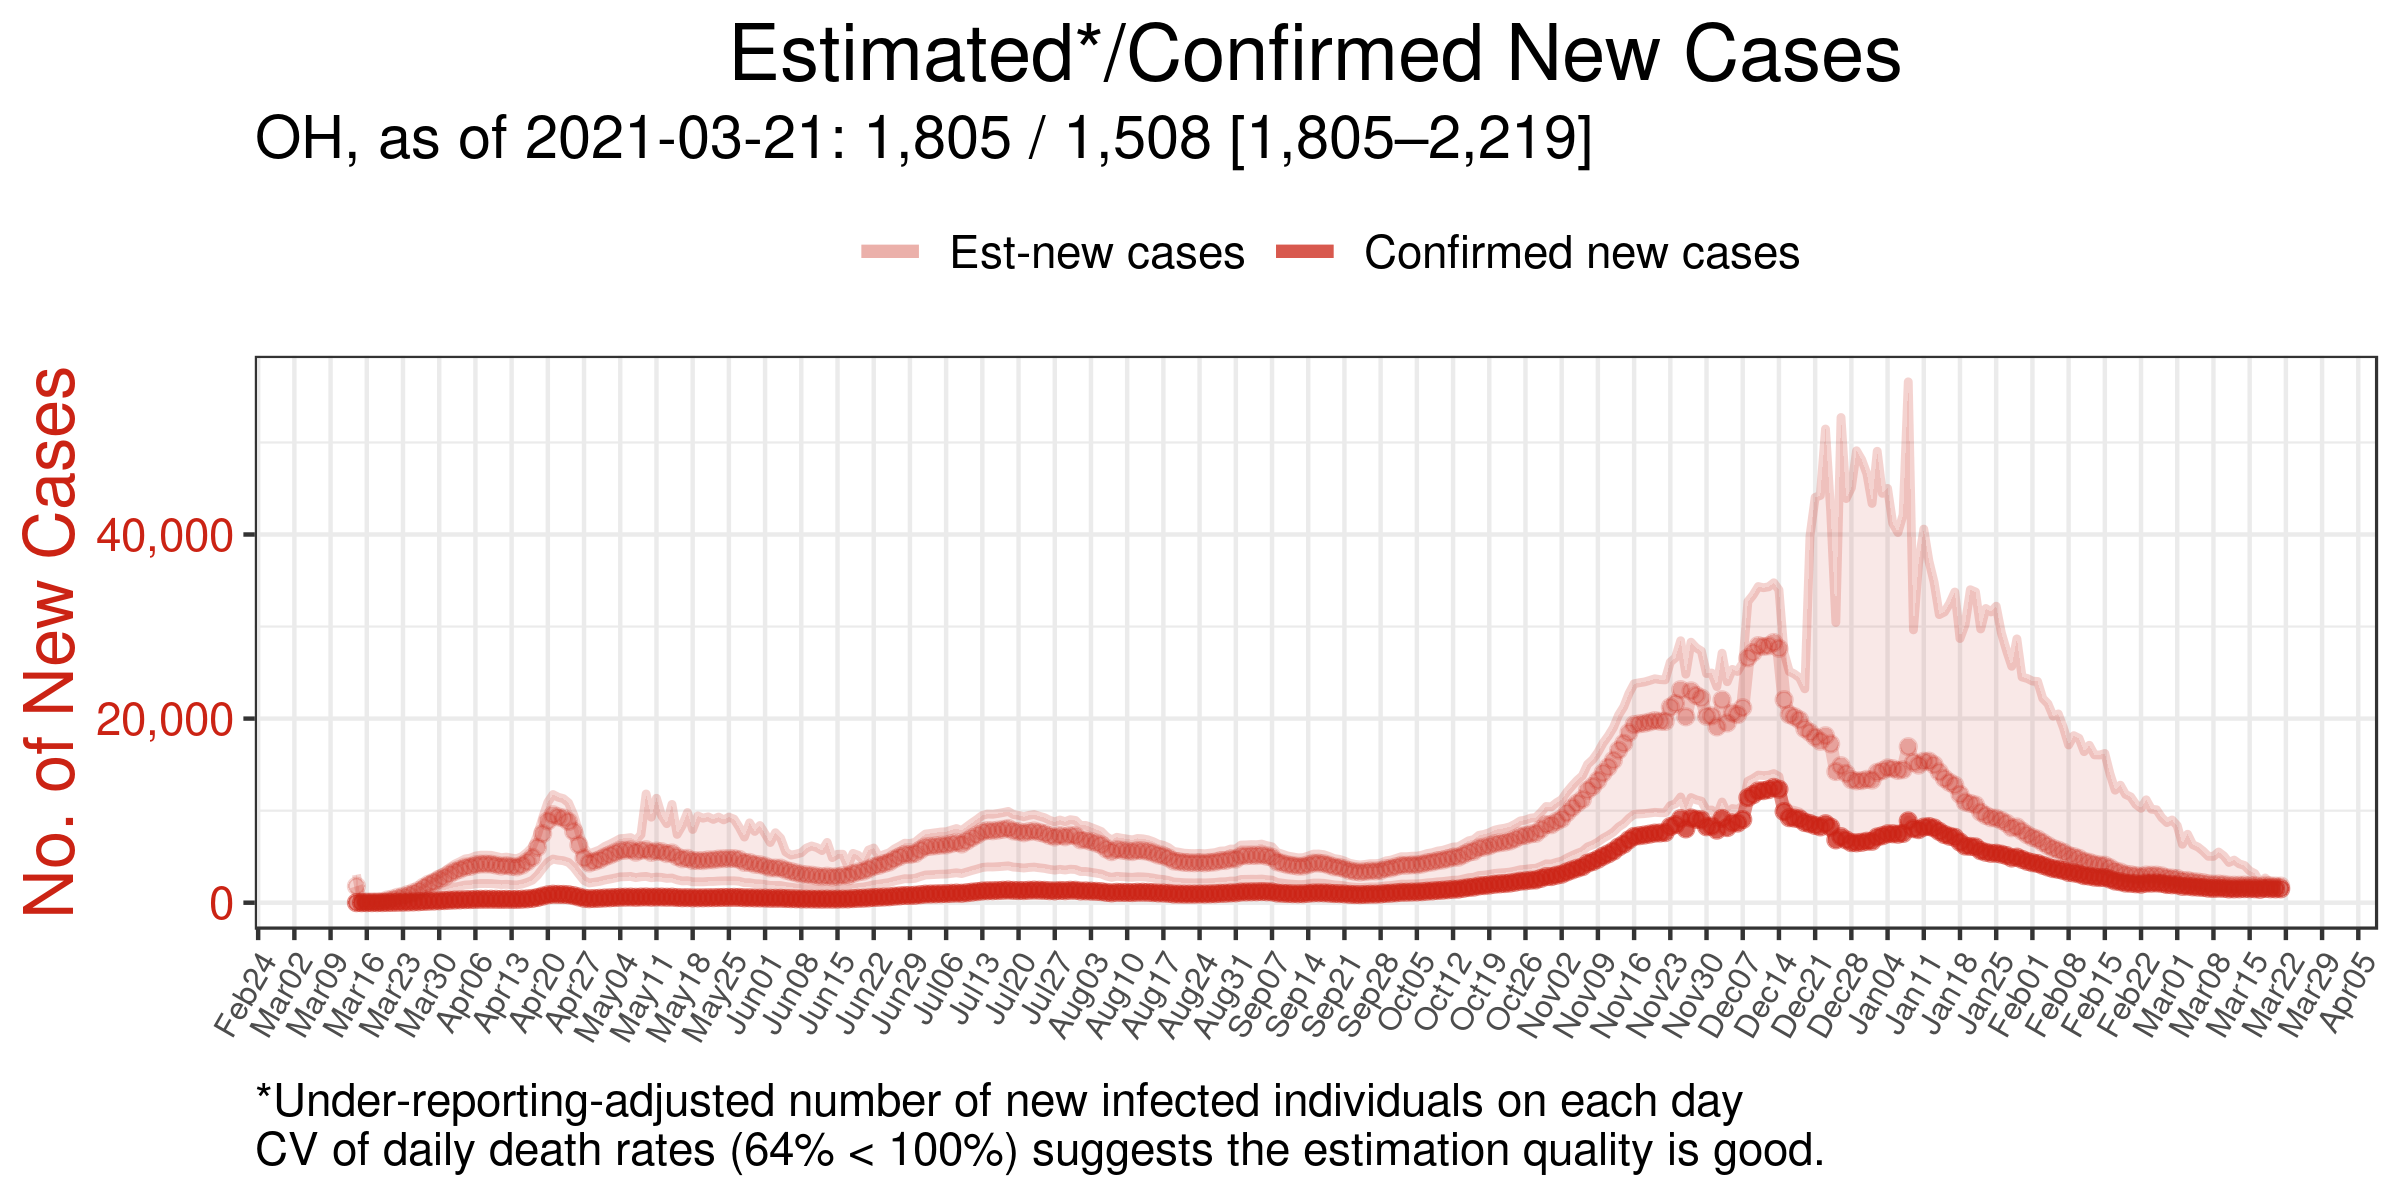 Estimated*/Confirmed New Cases
OH, as of 2021-03-21: 1,805 / 1,508 [1,805–2,219]
Est-new cases
Confirmed new cases
No. of New Cases
40,000
20,000
0
Feb24
Mar02
Mar09
Mar16
Mar23
Mar30
Apr06
Apr13
Apr20
Apr27
May04
May11
May18
May25
Jun01
Jun08
Jun15
Jun22
Jun29
Jul06
Jul13
Jul20
Jul27
Aug03
Aug10
Aug17
Aug24
Aug31
Sep07
Sep14
Sep21
Sep28
Oct05
Oct12
Oct19
Oct26
Nov02
Nov09
Nov16
Nov23
Nov30
Dec07
Dec14
Dec21
Dec28
Jan04
Jan11
Jan18
Jan25
Feb01
Feb08
Feb15
Feb22
Mar01
Mar08
Mar15
Mar22
Mar29
Apr05
*Under-reporting-adjusted number of new infected individuals on each day
CV of daily death rates (64% < 100%) suggests the estimation quality is good.